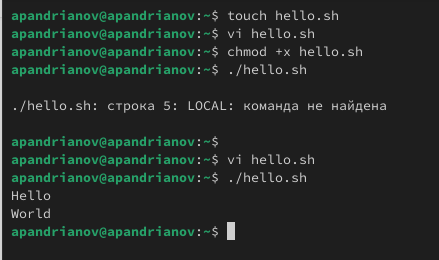 apandrianov@apandrianov:~$ touch hello.sh
apandrianov@apandrianov:~$ vi hello.sh
apandrianov@apandrianov:~$ chmod +x hello.sh
apandrianov@apandrianov:~$ ./hello.sh
./hello.sh: строка 5: LOCAL: команда не найдена
apandrianov@apandrianov:~$
apandrianov@apandrianov:~$ vi hello.sh
apandrianov@apandrianov:~$ ./hello.sh
Hello
World
apandrianov@apandrianov:~$